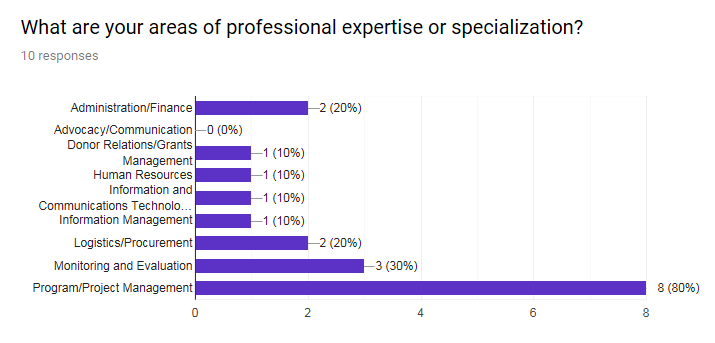 What are your areas of professional expertise or specialization?
10 responses
Administration/Finance 2 (20%)
Advocacy/Communication 0 (0%)
Donor Relations/Grants
Management 1 (10%)
Human Resources 1 (10%)
Information and
Communications Technolo... 1 (10%)
Information Management 1 (10%)
Logistics/Procurement 2 (20%)
Monitoring and Evaluation 3 (30%)
Program/Project Management 8 (80%)
0 2 4 6 8